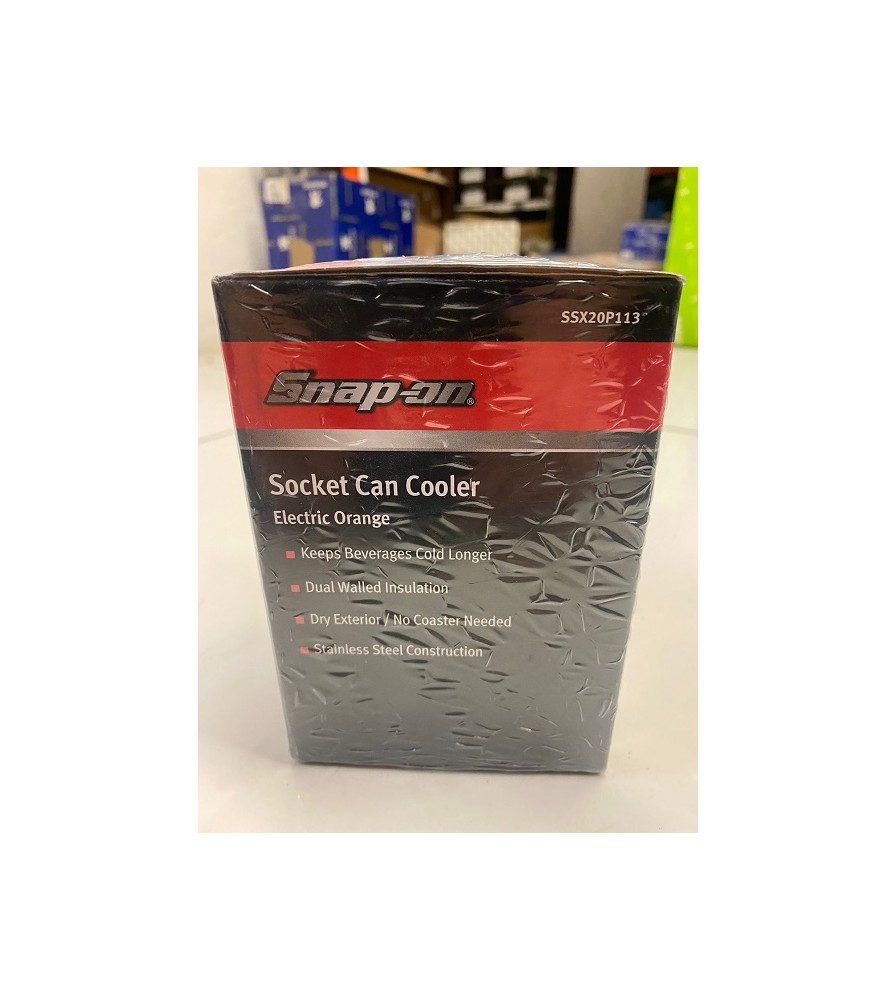 SSX20P113
Snap-on®
Socket Can Cooler
Electric Orange
Keeps Beverages Cold Longer
Dual Walled Insulation
Dry Exterior / No Coaster Needed
Stainless Steel Construction